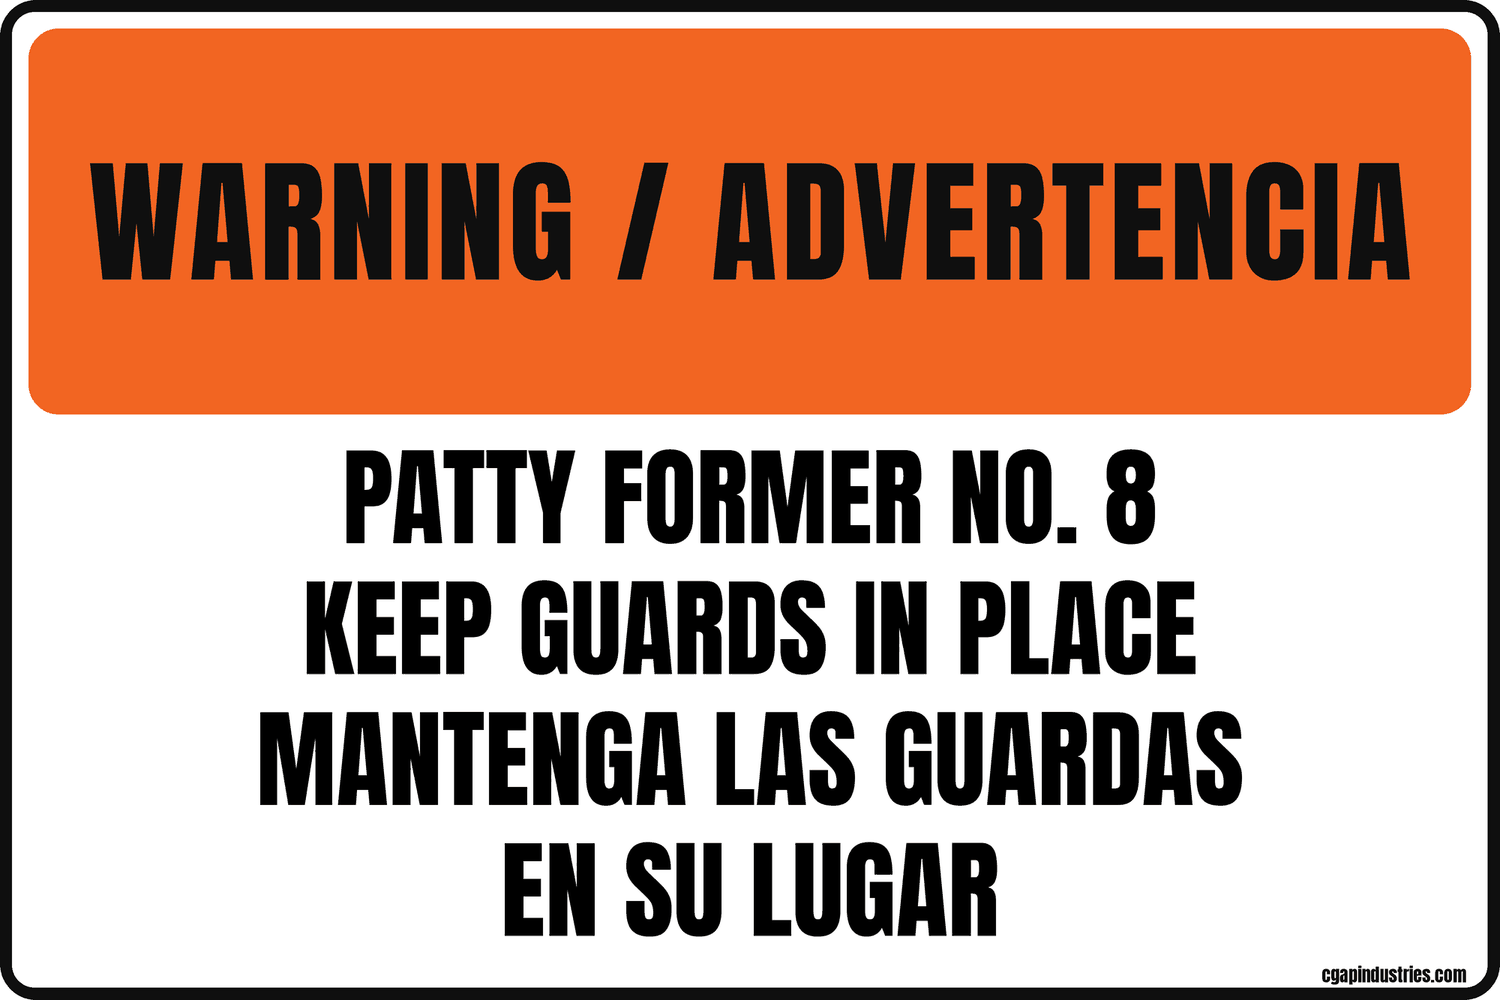 WARNING / ADVERTENCIA
PATTY FORMER NO. 8
KEEP GUARDS IN PLACE
MANTENGA LAS GUARDAS
EN SU LUGAR
cgapindustries.com